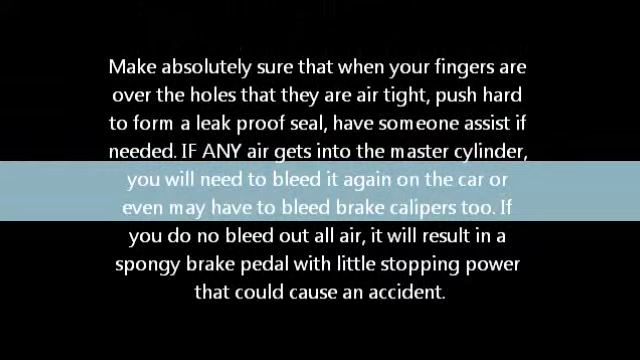 Make absolutely sure that when your fingers are
over the holes that they are air tight, push hard
to form a leak proof seal, have someone assist if
needed. IF ANY air gets into the master cylinder,
you will need to bleed it again on the car or
even may have to bleed brake calipers too. If
you do no bleed out all air, it will result in a
spongy brake pedal with little stopping power
that could cause an accident.